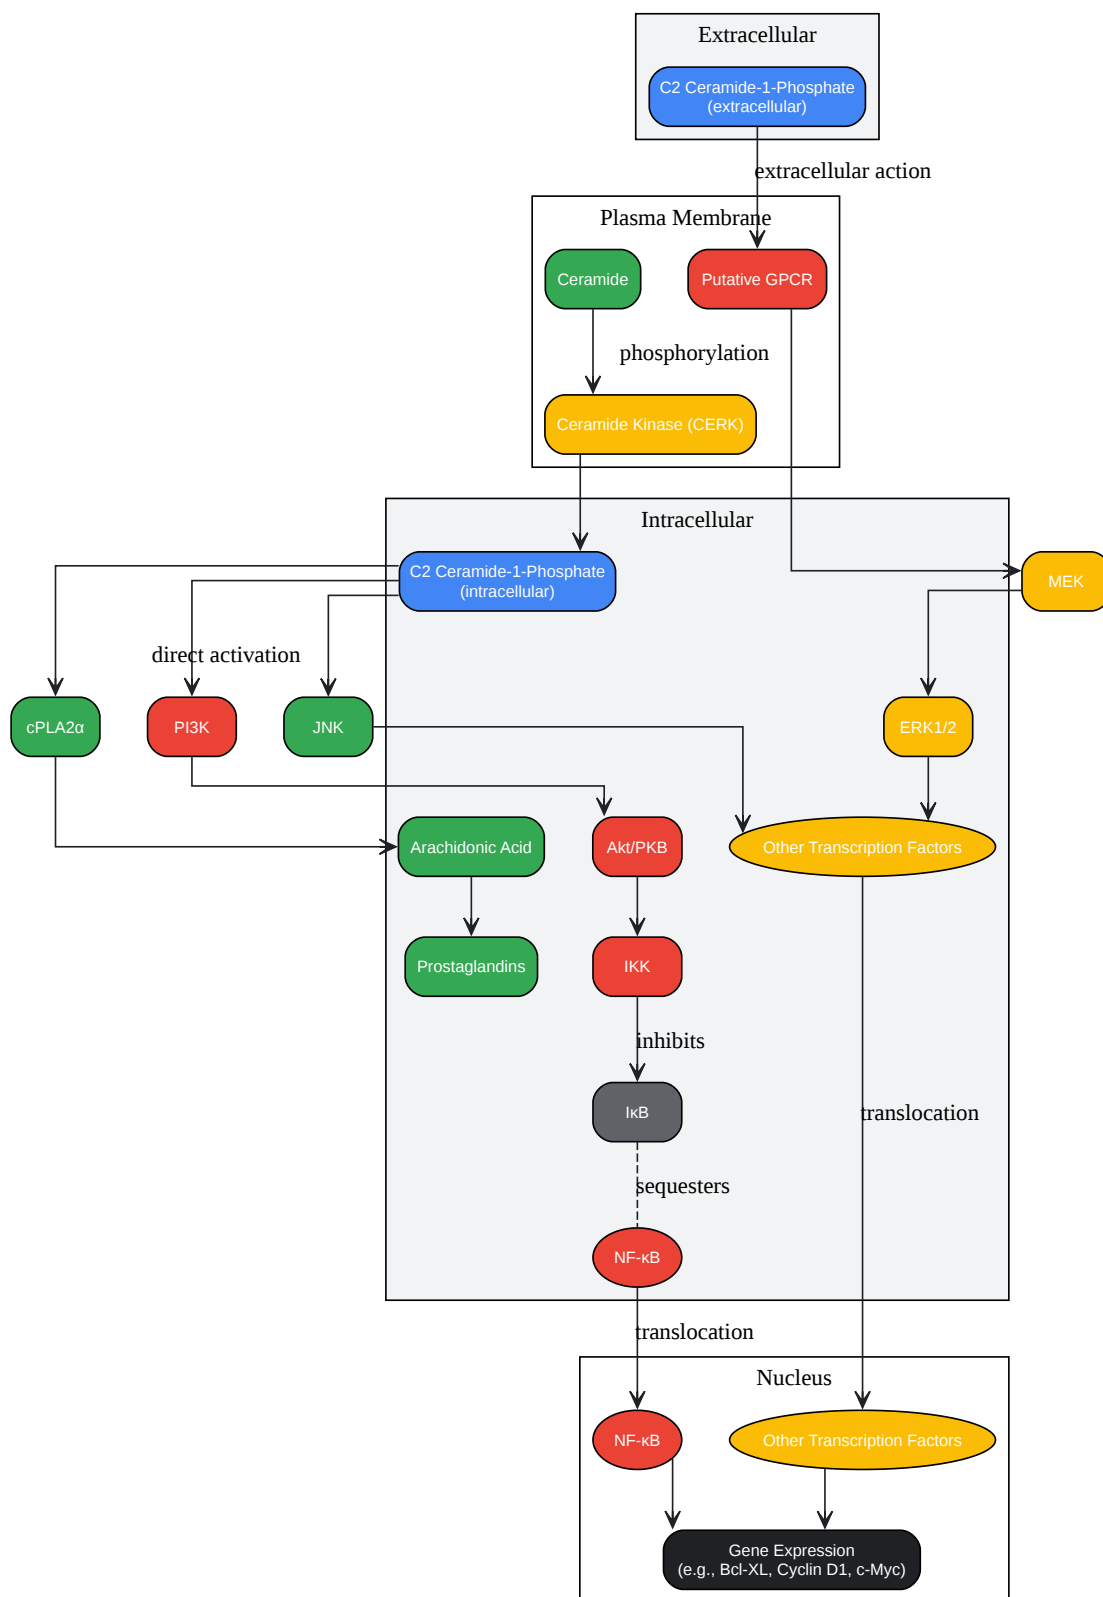 Extracellular
C2 Ceramide-1-Phosphate
(extracellular)
extracellular action
Plasma Membrane
Ceramide
Putative GPCR
phosphorylation
Ceramide Kinase (CERK)
Intracellular
C2 Ceramide-1-Phosphate
(intracellular)
MEK
direct activation
cPLA2α
PI3K
JNK
ERK1/2
Arachidonic Acid
Akt/PKB
Other Transcription Factors
Prostaglandins
IKK
inhibits
IκB
translocation
sequesters
NF-κB
translocation
Nucleus
NF-κB
Other Transcription Factors
Gene Expression
(e.g., Bcl-XL, Cyclin D1, c-Myc)